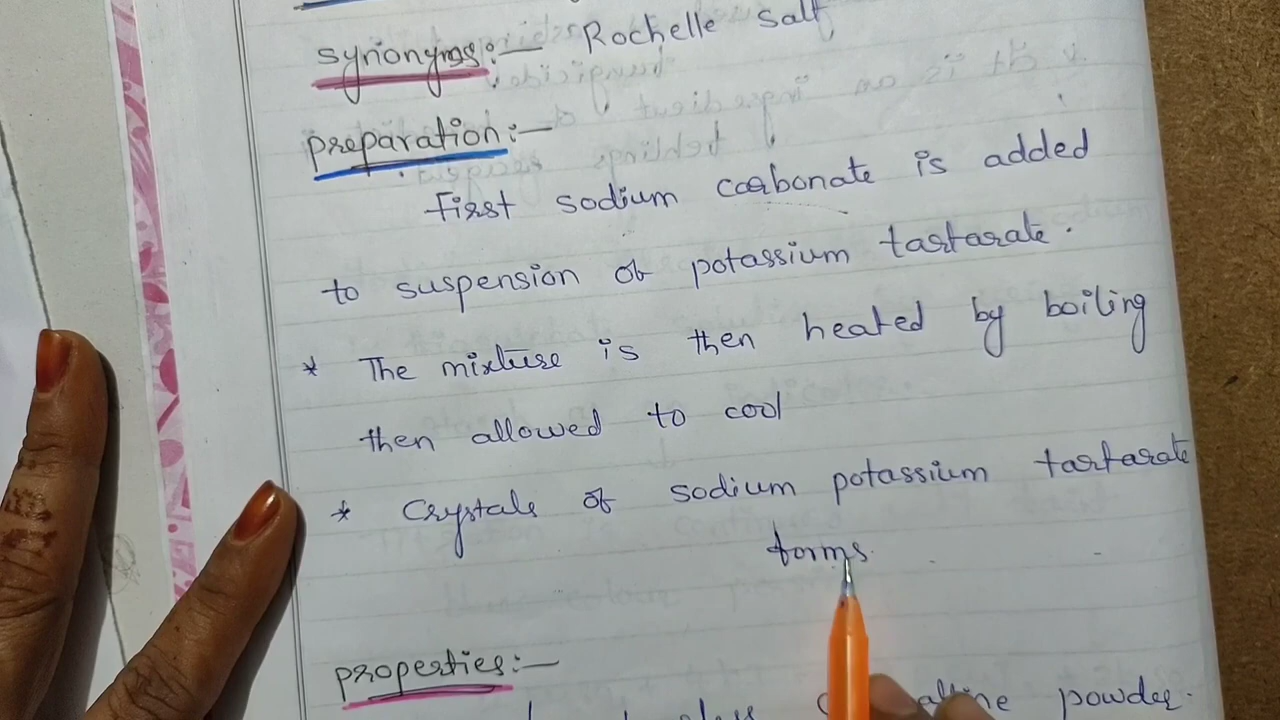 synonyms:- Rochelle salt
preparation:-
First sodium carbonate is added
to suspension of potassium tartarate.
* The mixture is then heated by boiling
then allowed to cool
* Crystals of sodium potassium tartarate
forms.
properties:-
powder.